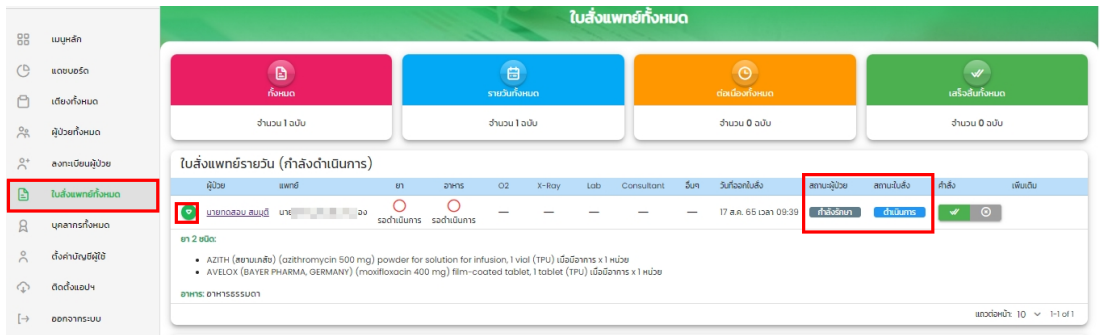 ใบสั่งแพทย์ทั้งหมด
เมนูหลัก
แดชบอร์ด
เตียงทั้งหมด
ผู้ป่วยทั้งหมด
ลงทะเบียนผู้ป่วย
ใบสั่งแพทย์ทั้งหมด
บุคลากรทั้งหมด
ตั้งค่าบัญชีผู้ใช้
ติดตั้งแอปฯ
ออกจากระบบ
ทั้งหมด
จำนวน 1 ฉบับ
รายวันทั้งหมด
จำนวน 1 ฉบับ
ต่อเนื่องทั้งหมด
จำนวน 0 ฉบับ
เสร็จสิ้นทั้งหมด
จำนวน 0 ฉบับ
ใบสั่งแพทย์รายวัน (กำลังดำเนินการ)
ผู้ป่วย แพทย์ ยา อาหาร O2 X-Ray Lab Consultant อื่นๆ วันที่ออกใบสั่ง สถานะผู้ป่วย สถานะใบสั่ง คำสั่ง เพิ่มเติม
นายทดสอบ สมมุติ รอดำเนินการ รอดำเนินการ — — — — — 17 ส.ค. 65 เวลา 09:39 กำลังรักษา ดำเนินการ
ยา 2 ชนิด:
• AZITH (สยามเภสัช) (azithromycin 500 mg) powder for solution for infusion, 1 vial (TPU) เมื่อมีอาการ x 1 หน่วย
• AVELOX (BAYER PHARMA, GERMANY) (moxifloxacin 400 mg) film-coated tablet, 1 tablet (TPU) เมื่อมีอาการ x 1 หน่วย
อาหาร: อาหารธรรมดา
แถวต่อหน้า: 10 1-1 of 1